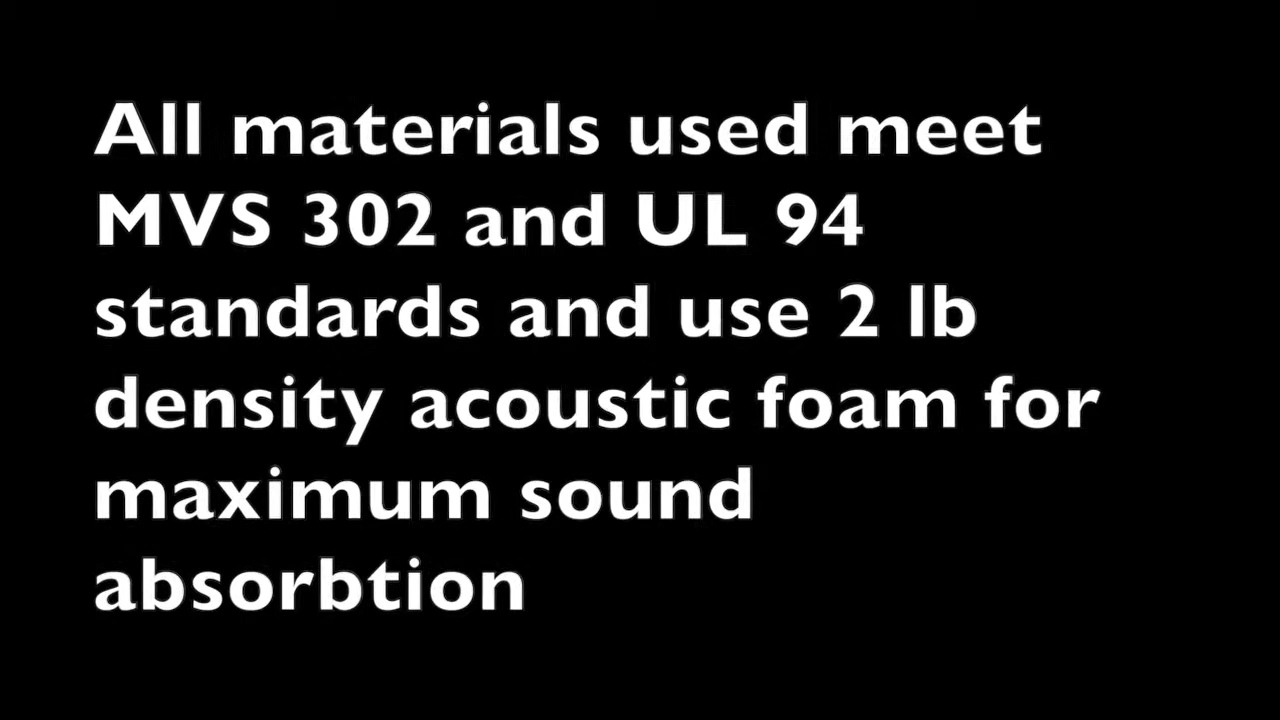 All materials used meet
MVS 302 and UL 94
standards and use 2 lb
density acoustic foam for
maximum sound
absorbtion